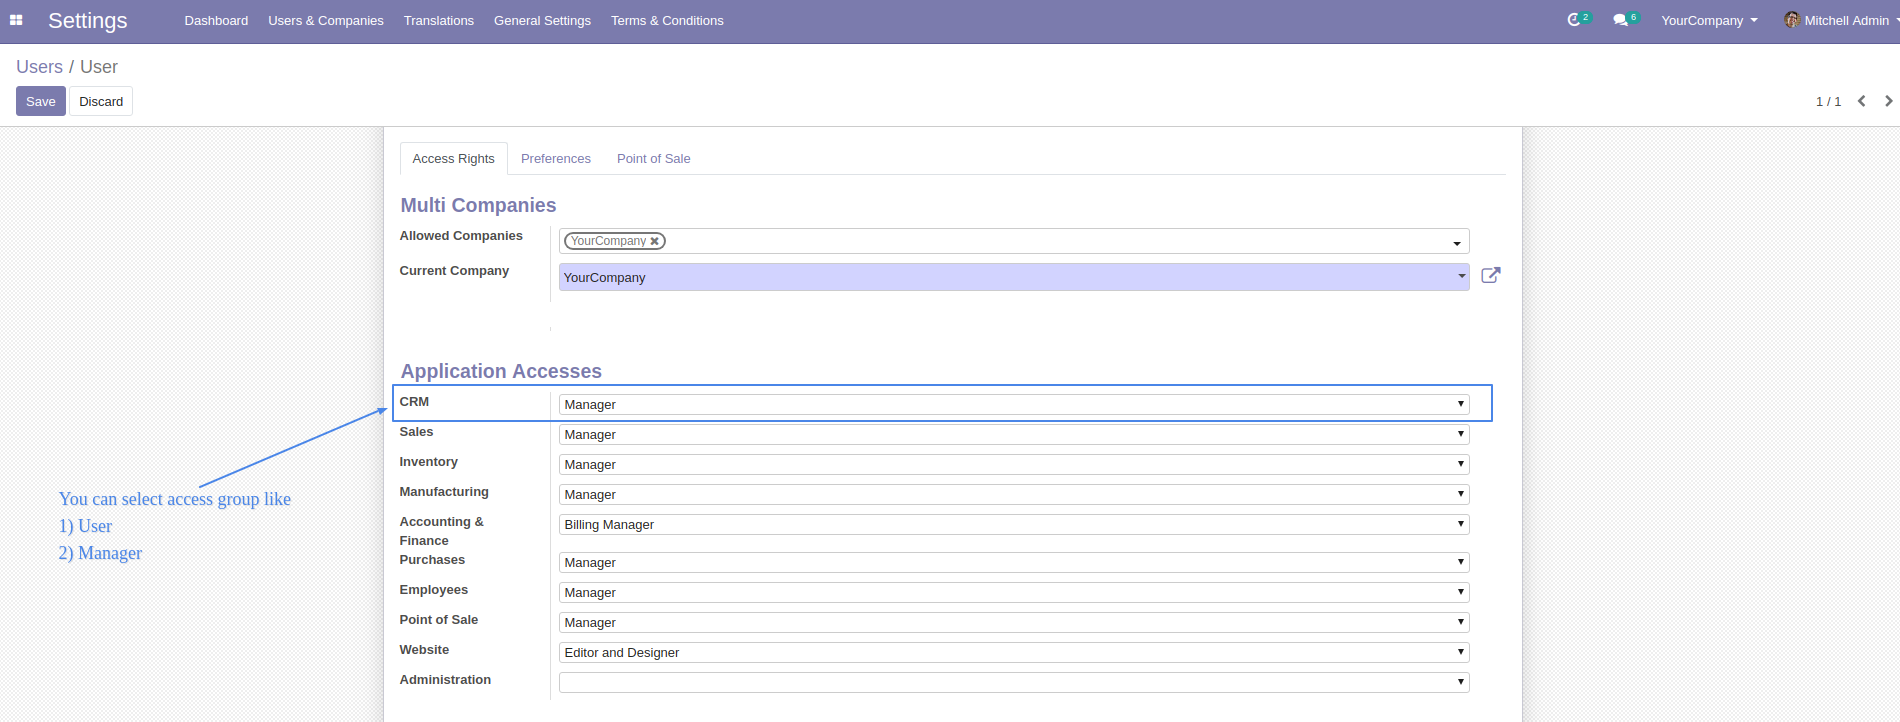 Settings Dashboard Users & Companies Translations General Settings Terms & Conditions 2 6 YourCompany Mitchell Admin
Users / User
Save Discard 1 / 1
Access Rights Preferences Point of Sale
Multi Companies
Allowed Companies YourCompany
Current Company YourCompany
Application Accesses
CRM Manager
Sales Manager
Inventory Manager
Manufacturing Manager
Accounting & Finance Billing Manager
Purchases Manager
Employees Manager
Point of Sale Manager
Website Editor and Designer
Administration
You can select access group like
1) User
2) Manager